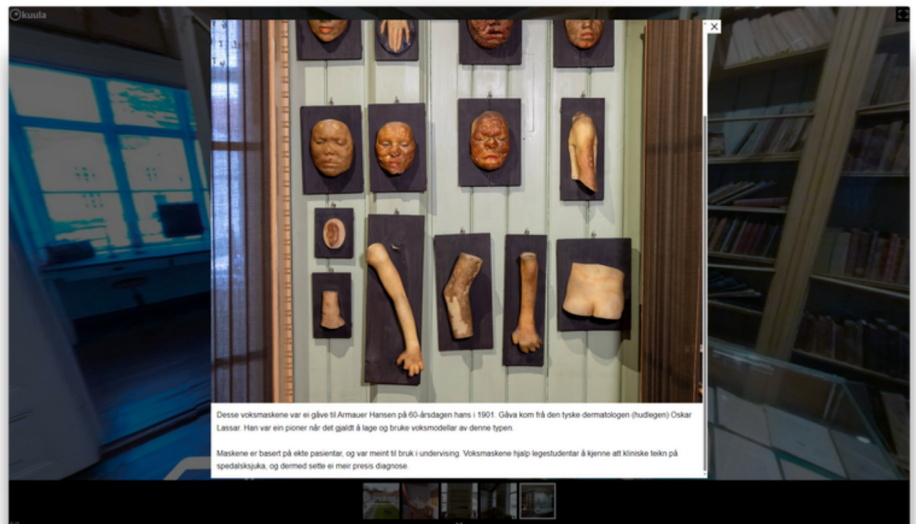 kuula
Desse voksmaskene var ei gåve til Armauer Hansen på 60-årsdagen hans i 1901. Gåva kom frå den tyske dermatologen (hudlegen) Oskar
Lassar. Han var ein pioner når det gjaldt å lage og bruke voksmodellar av denne typen.
Maskene er basert på ekte pasientar, og var meint til bruk i undervising. Voksmaskene hjalp legestudentar å kjenne att kliniske teikn på
spedalsksjuka, og dermed sette ei meir presis diagnose.